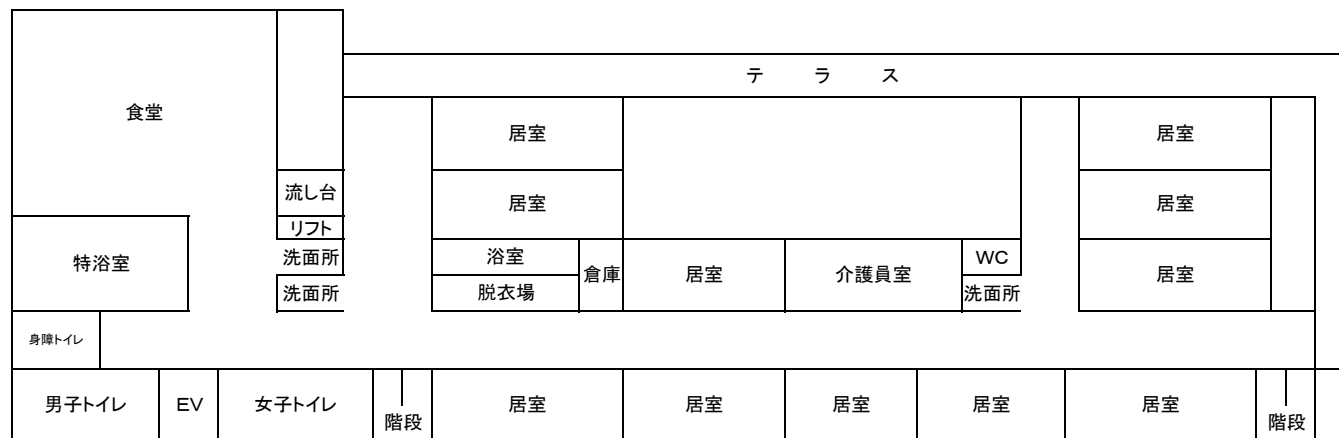 テ ラ ス
食堂
居室
居室
流し台
居室
居室
リフト
洗面所
浴室
倉庫
居室
介護員室
WC
居室
特浴室
洗面所
脱衣場
洗面所
身障トイレ
男子トイレ
EV
女子トイレ
階段
居室
居室
居室
居室
居室
階段